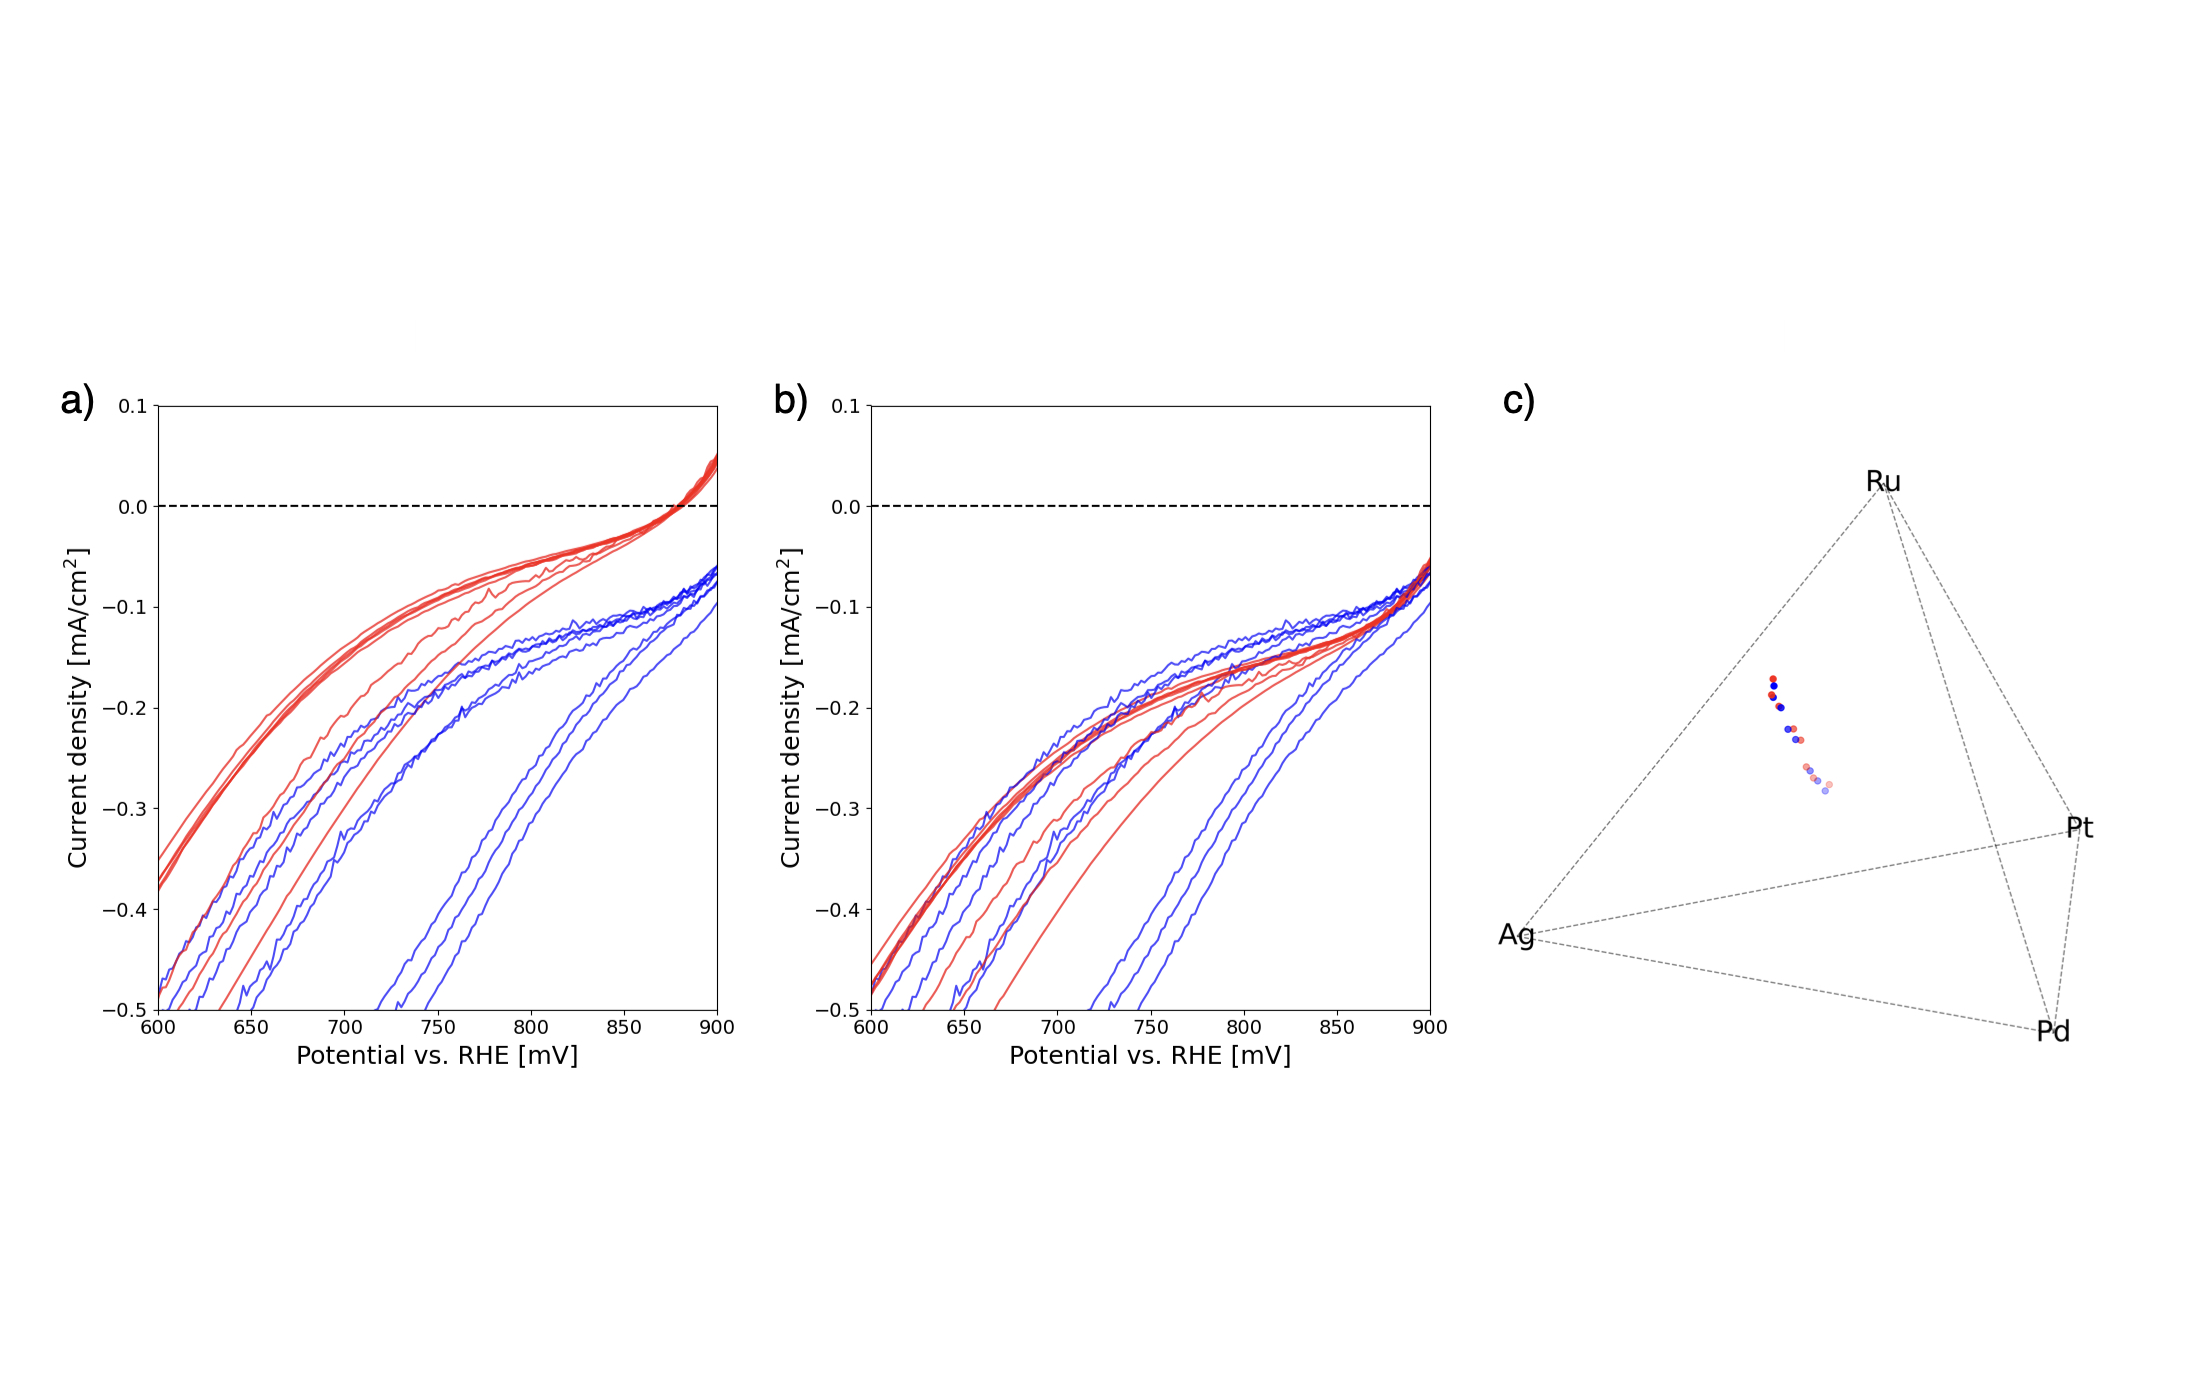 a)
0.1
0.0
−0.1
−0.2
−0.3
−0.4
−0.5
600 650 700 750 800 850 900
Current density [mA/cm²]
Potential vs. RHE [mV]
b)
0.1
0.0
−0.1
−0.2
−0.3
−0.4
−0.5
600 650 700 750 800 850 900
Current density [mA/cm²]
Potential vs. RHE [mV]
c)
Ru
Pt
Ag
Pd